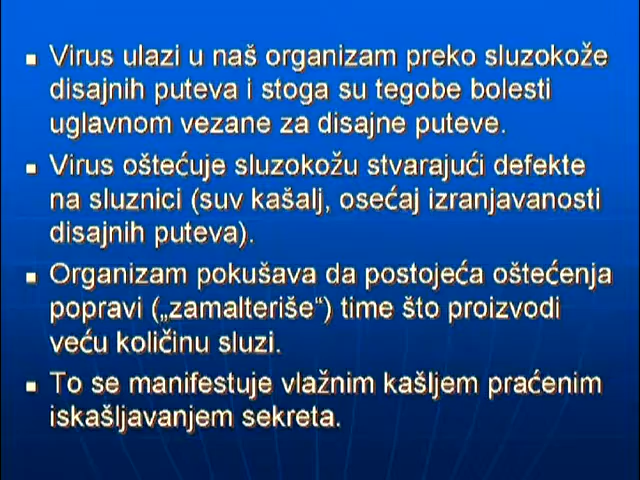 Virus ulazi u naš organizam preko sluzokože
disajnih puteva i stoga su tegobe bolesti
uglavnom vezane za disajne puteve.
Virus oštećuje sluzokožu stvarajući defekte
na sluznici (suv kašalj, osećaj izranjavanosti
disajnih puteva).
Organizam pokušava da postojeća oštećenja
popravi („zamalteriše“) time što proizvodi
veću količinu sluzi.
To se manifestuje vlažnim kašljem praćenim
iskašljavanjem sekreta.